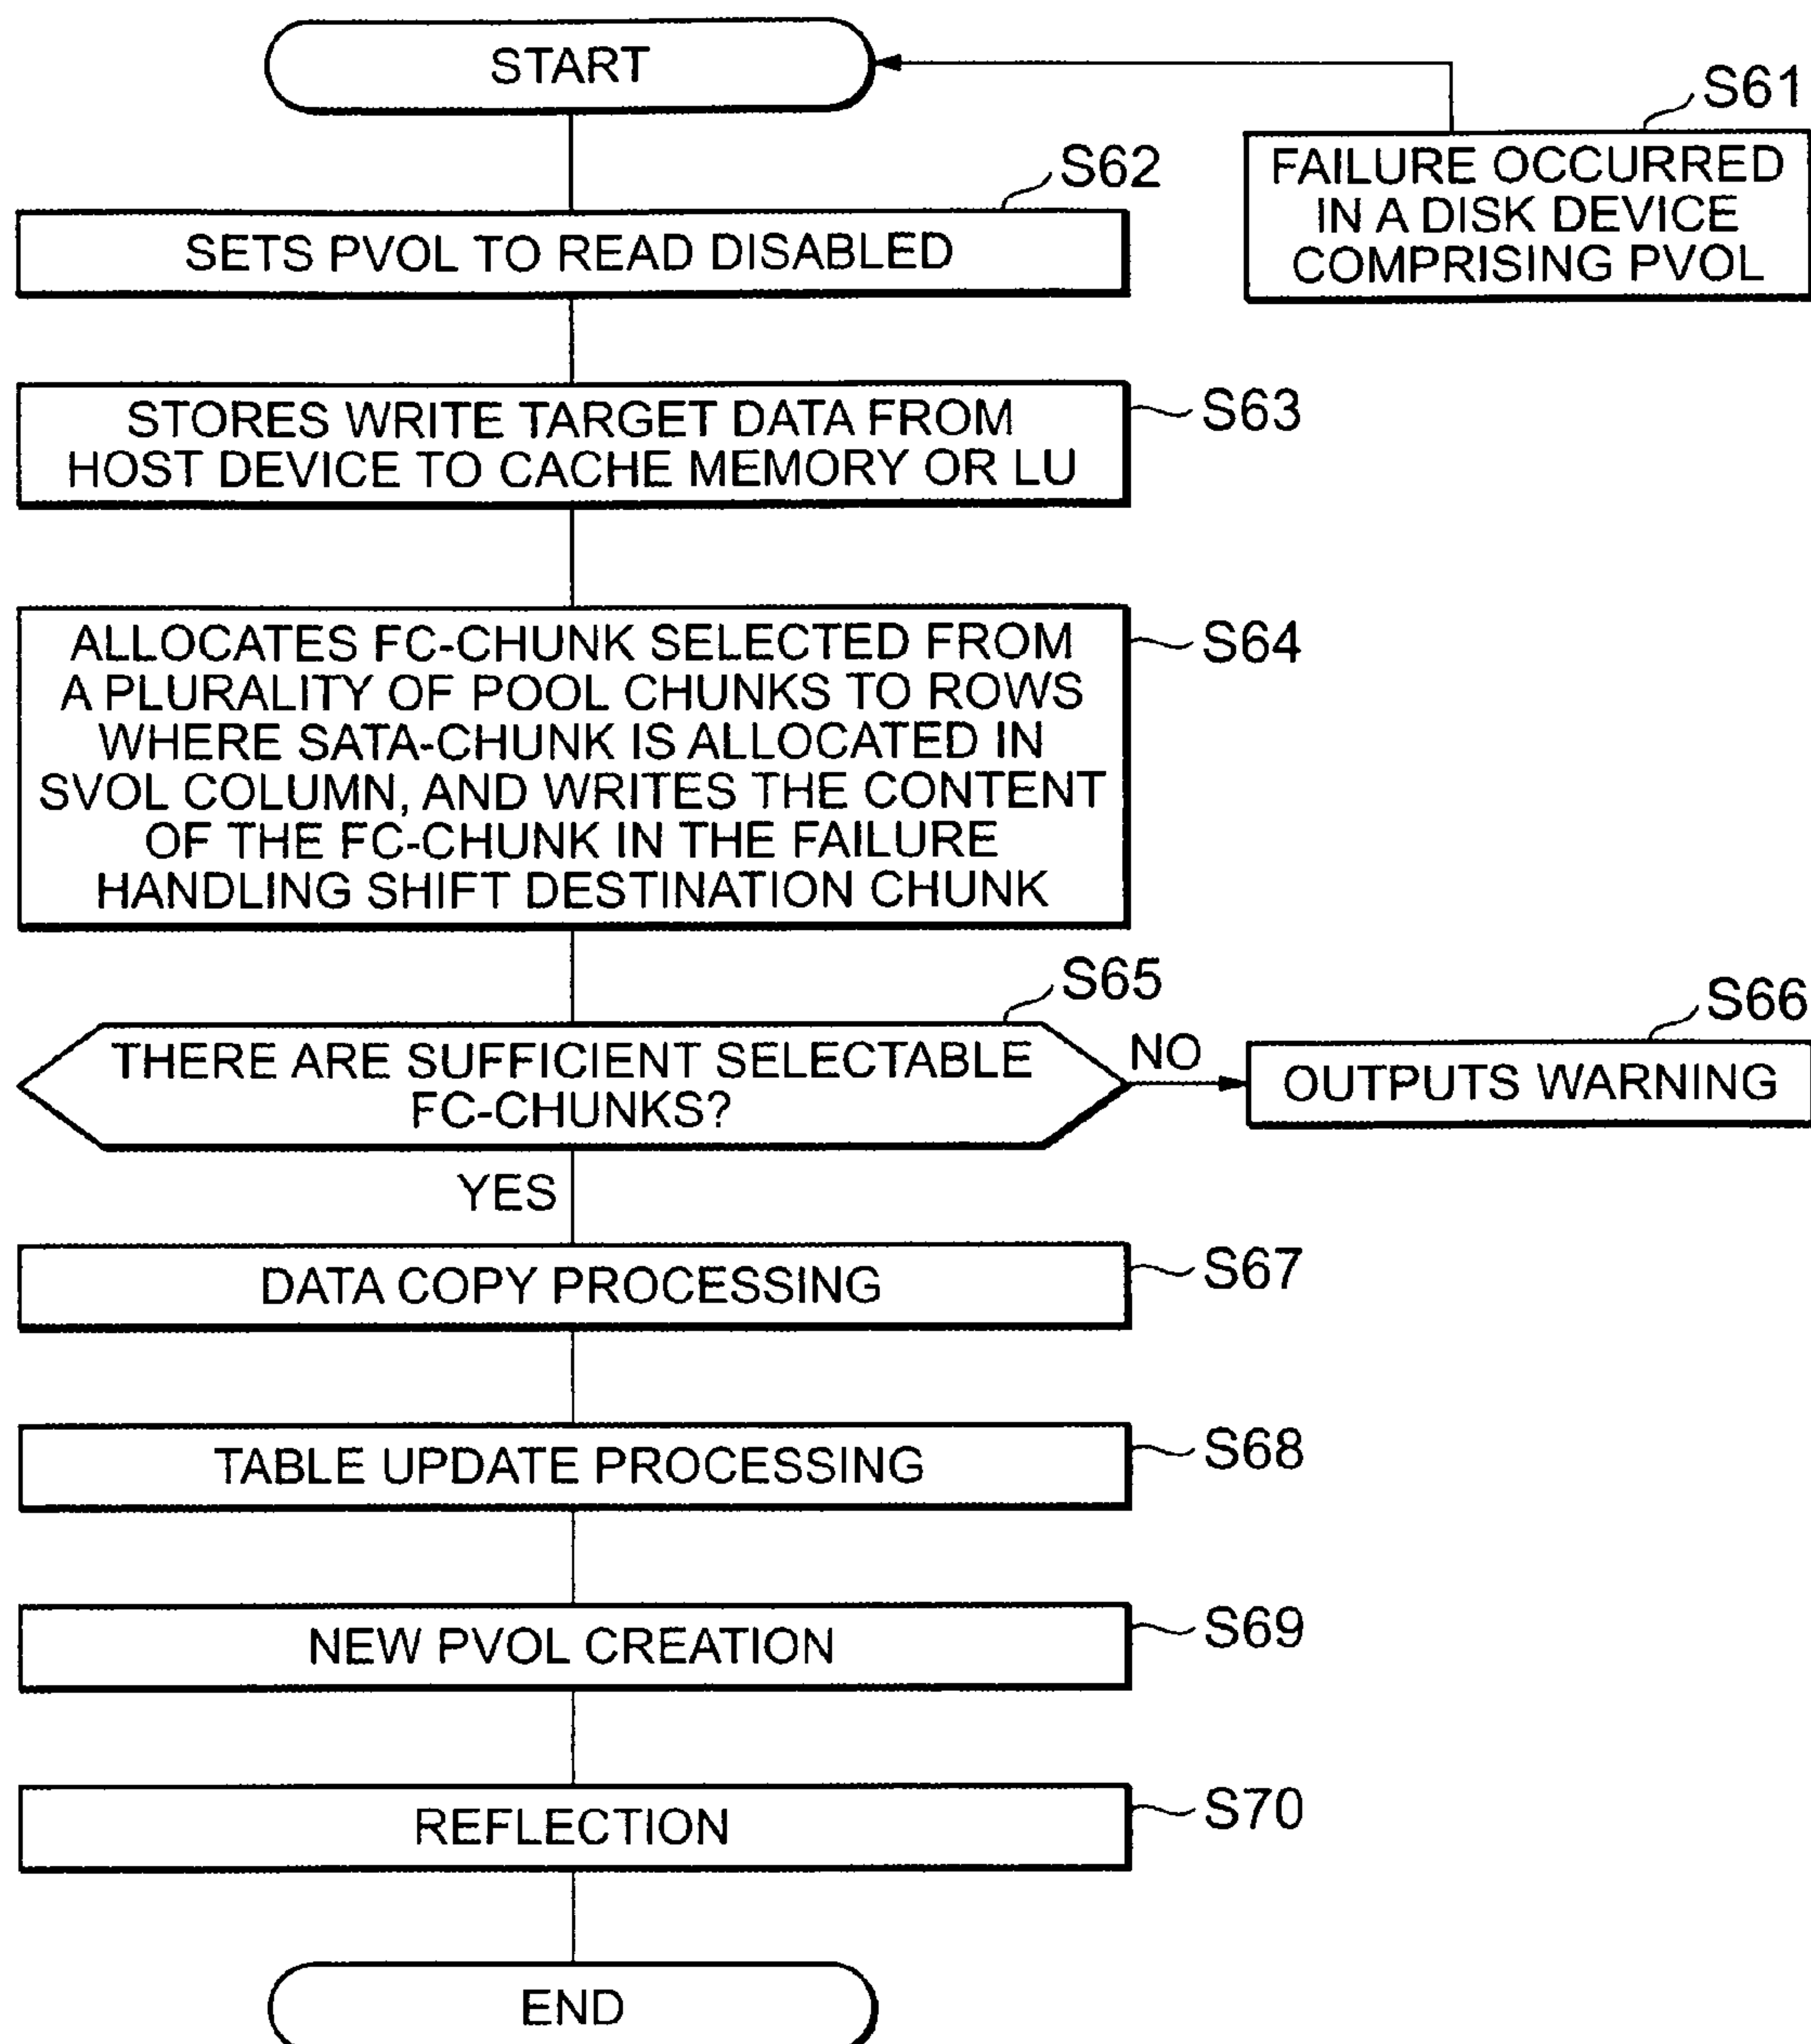 START
S61
FAILURE OCCURRED
IN A DISK DEVICE
COMPRISING PVOL
S62
SETS PVOL TO READ DISABLED
S63
STORES WRITE TARGET DATA FROM
HOST DEVICE TO CACHE MEMORY OR LU
S64
ALLOCATES FC-CHUNK SELECTED FROM
A PLURALITY OF POOL CHUNKS TO ROWS
WHERE SATA-CHUNK IS ALLOCATED IN
SVOL COLUMN, AND WRITES THE CONTENT
OF THE FC-CHUNK IN THE FAILURE
HANDLING SHIFT DESTINATION CHUNK
S65
THERE ARE SUFFICIENT SELECTABLE
FC-CHUNKS?
NO
S66
OUTPUTS WARNING
YES
S67
DATA COPY PROCESSING
S68
TABLE UPDATE PROCESSING
S69
NEW PVOL CREATION
S70
REFLECTION
END